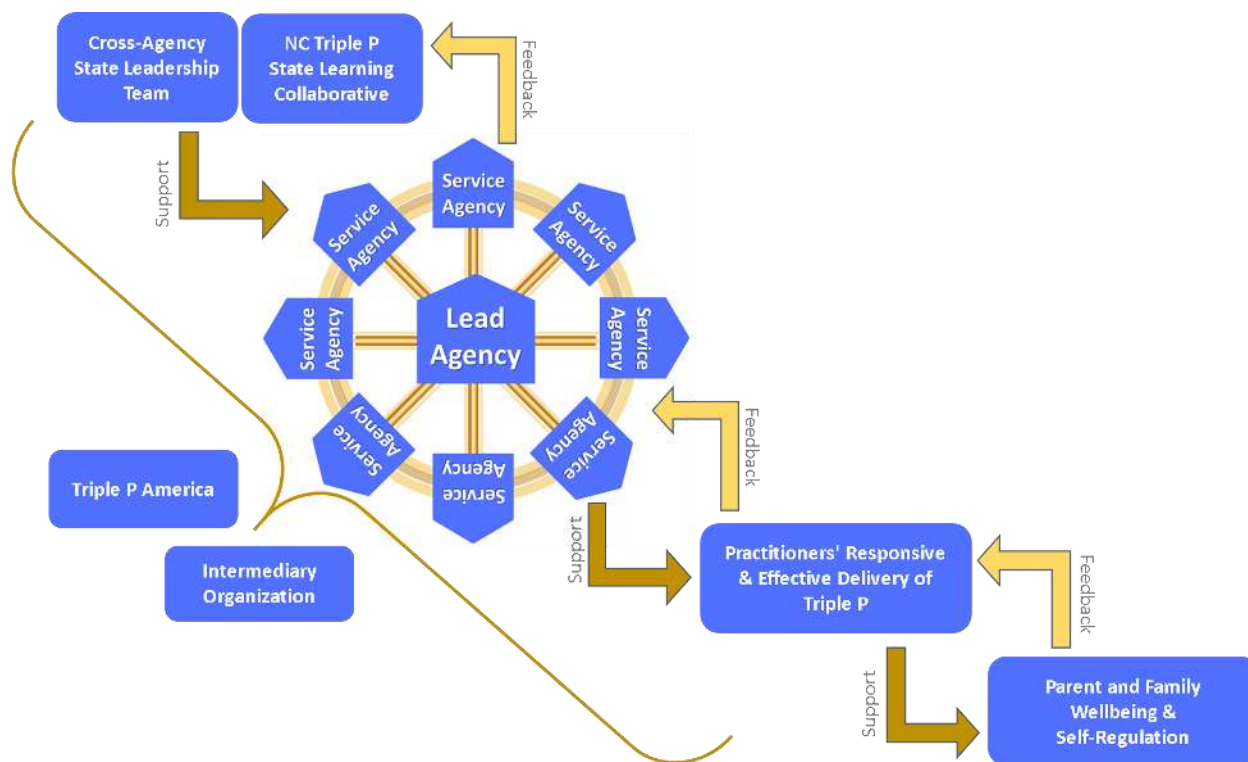 Cross-Agency
State Leadership
Team
NC Triple P
State Learning
Collaborative
Feedback
Support
Service
Agency
Service
Agency
Service
Agency
Service
Agency
Lead
Agency
Service
Agency
Service
Agency
Service
Agency
Service
Agency
Feedback
Triple P America
Support
Intermediary
Organization
Practitioners' Responsive
& Effective Delivery of
Triple P
Feedback
Support
Parent and Family
Wellbeing &
Self-Regulation